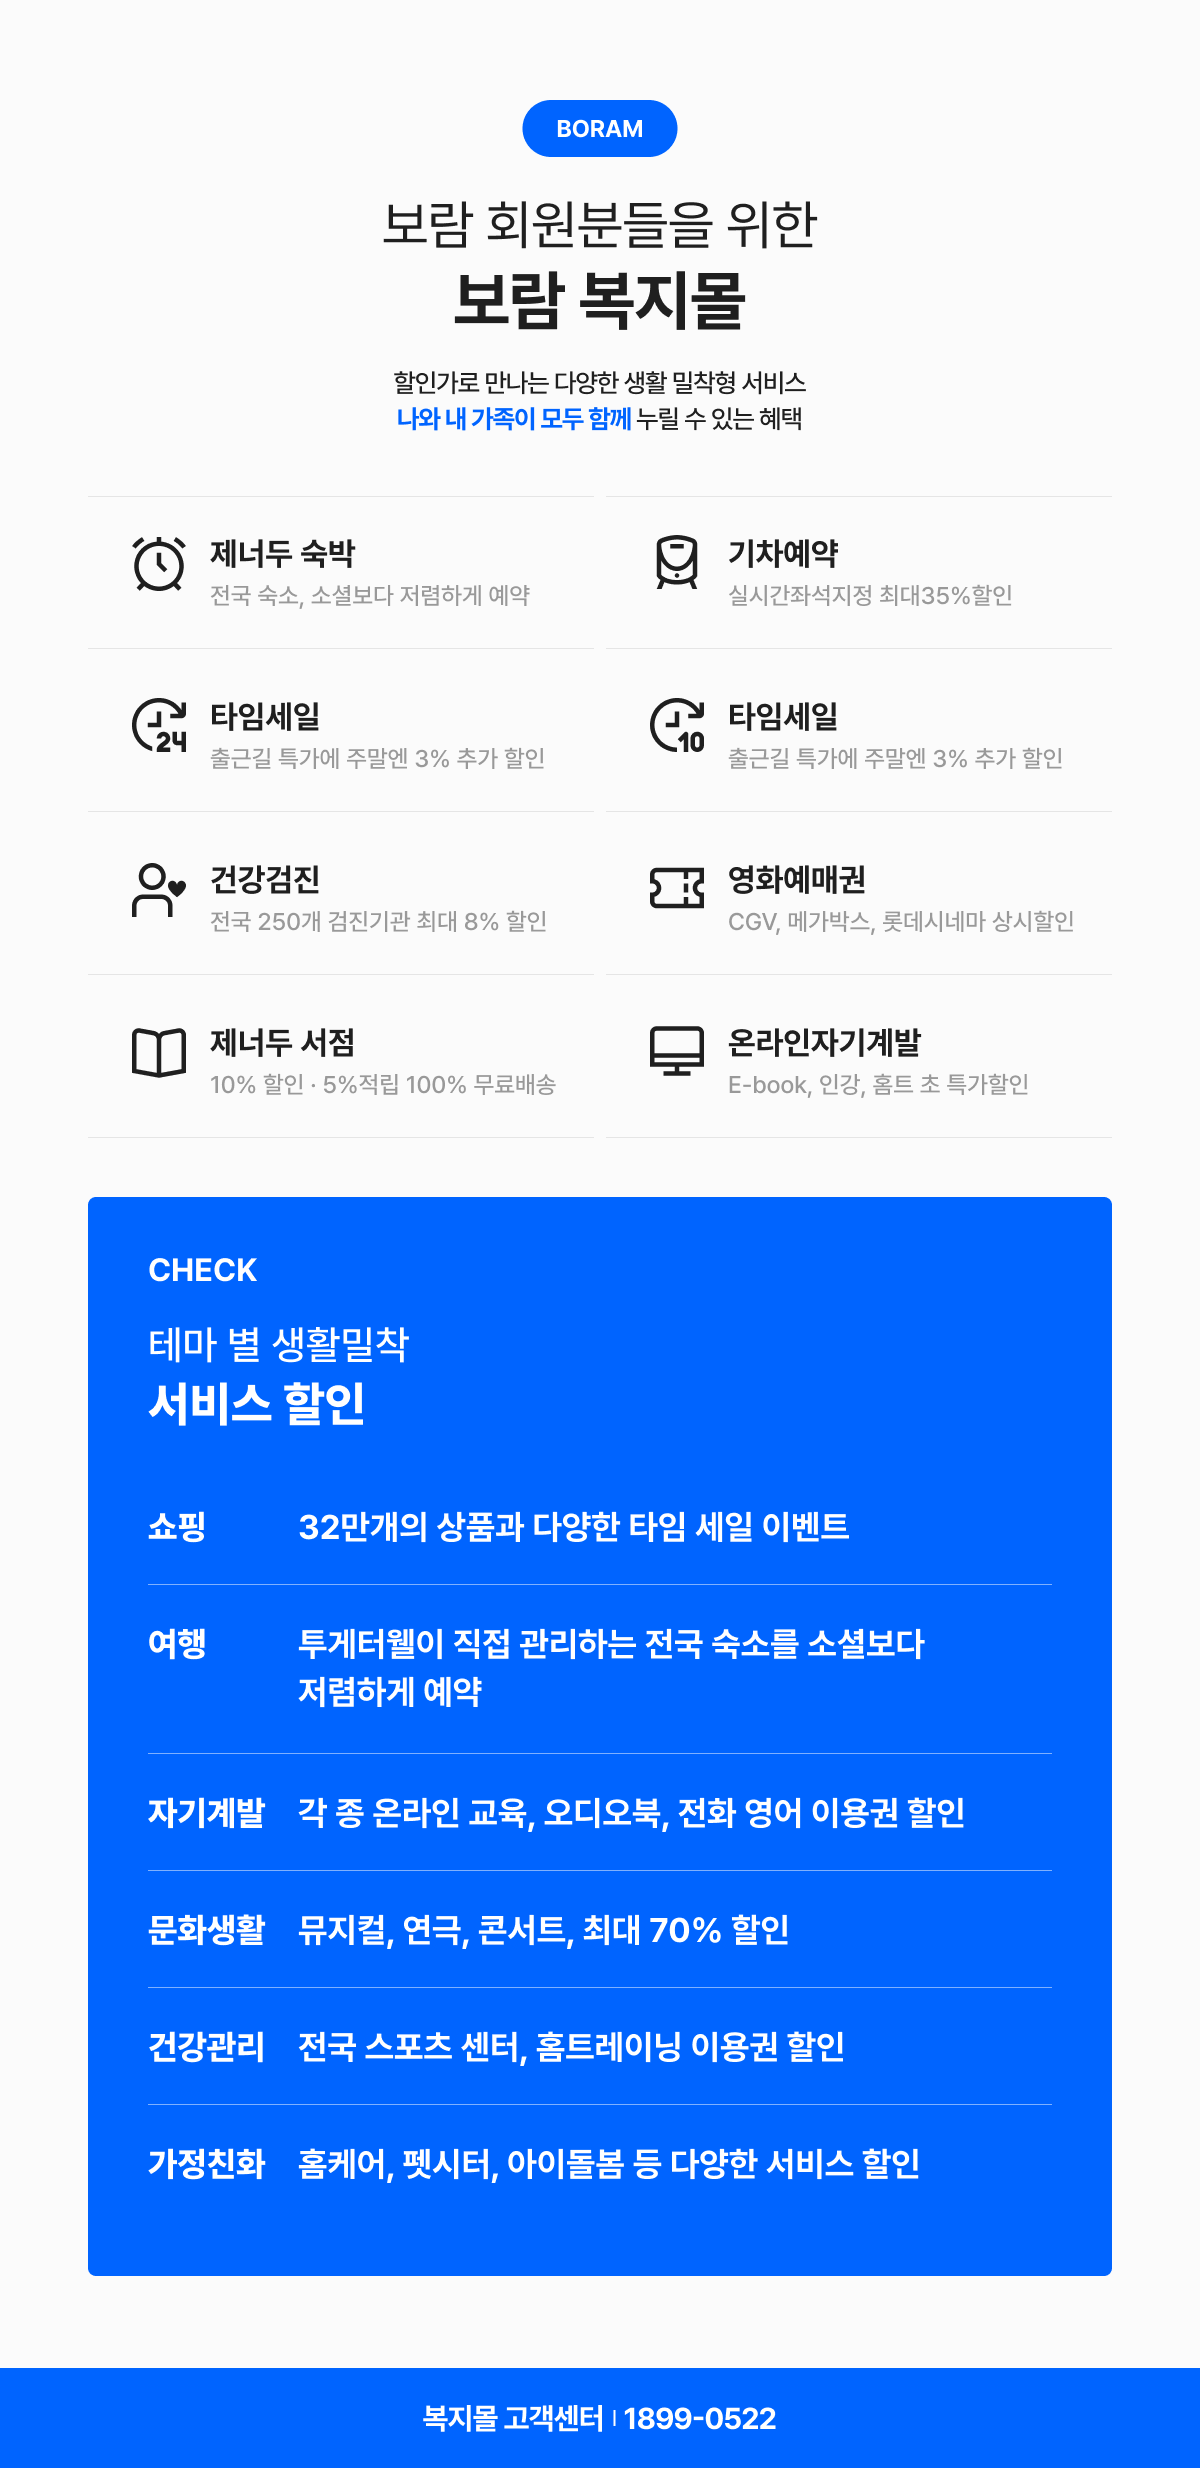 BORAM
보람 회원분들을 위한
보람 복지몰
할인가로 만나는 다양한 생활 밀착형 서비스
나와 내 가족이 모두 함께 누릴 수 있는 혜택
제너두 숙박
전국 숙소, 소셜보다 저렴하게 예약
기차예약
실시간좌석지정 최대35%할인
24
타임세일
출근길 특가에 주말엔 3% 추가 할인
10
타임세일
출근길 특가에 주말엔 3% 추가 할인
건강검진
전국 250개 검진기관 최대 8% 할인
영화예매권
CGV, 메가박스, 롯데시네마 상시할인
제너두 서점
10% 할인 · 5%적립 100% 무료배송
온라인자기계발
E-book, 인강, 홈트 초 특가할인
CHECK
테마 별 생활밀착
서비스 할인
쇼핑 32만개의 상품과 다양한 타임 세일 이벤트
여행 투게터웰이 직접 관리하는 전국 숙소를 소셜보다
저렴하게 예약
자기계발 각 종 온라인 교육, 오디오북, 전화 영어 이용권 할인
문화생활 뮤지컬, 연극, 콘서트, 최대 70% 할인
건강관리 전국 스포츠 센터, 홈트레이닝 이용권 할인
가정친화 홈케어, 펫시터, 아이돌봄 등 다양한 서비스 할인
복지몰 고객센터 | 1899-0522